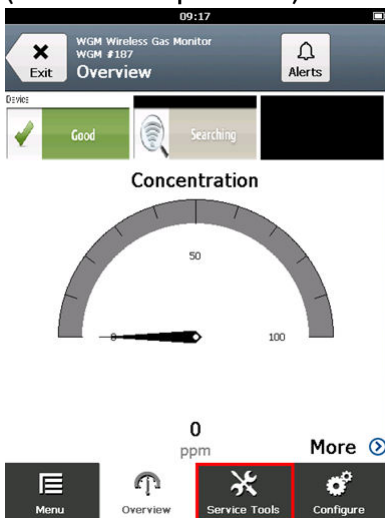 09:17
WGM Wireless Gas Monitor
WGM #187
Overview
Exit
Alerts
Device
Good
Searching
Concentration
50
0
100
0
ppm
More
Menu
Overview
Service Tools
Configure